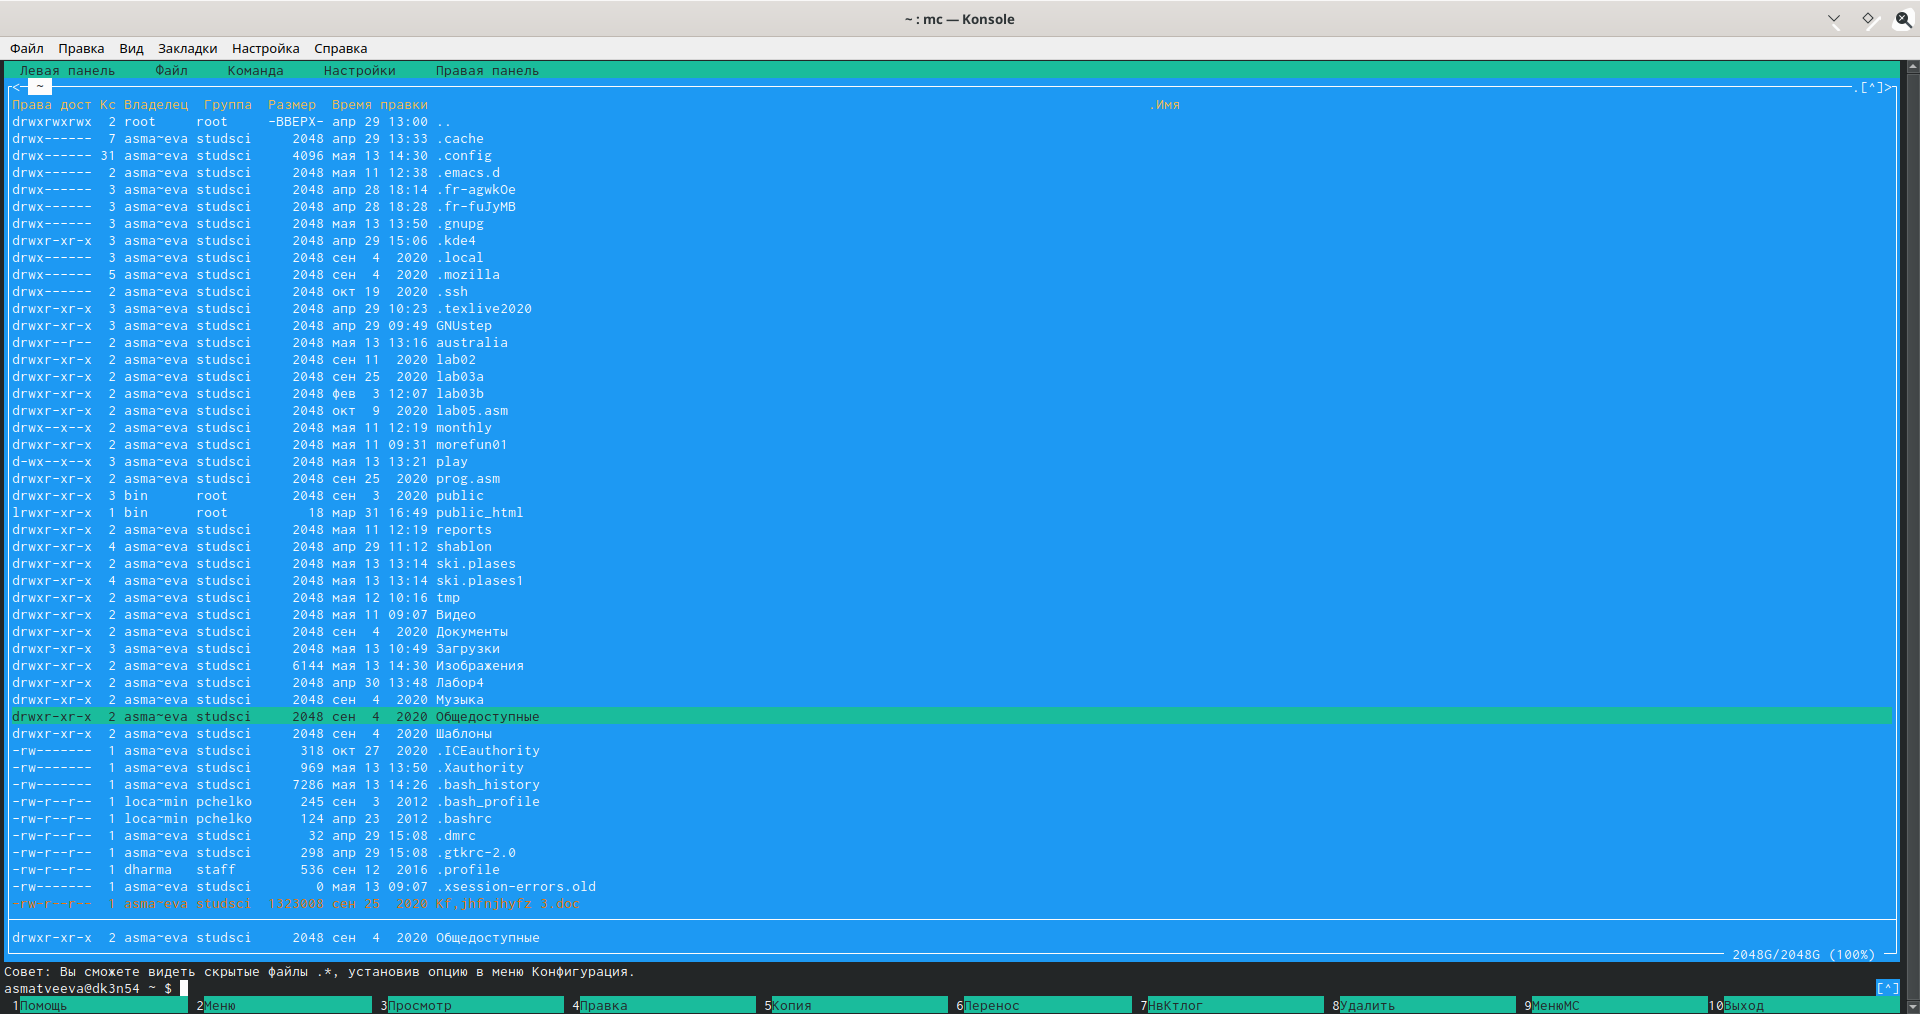 ~ : mc — Konsole
Файл Правка Вид Закладки Настройка Справка
Левая панель Файл Команда Настройки Правая панель
<─ ~ .[^]>
Права дост Кс Владелец Группа Размер Время правки .Имя
drwxrwxrwx 2 root root -ВВЕРХ- апр 29 13:00 ..
drwx------ 7 asma~eva studsci 2048 апр 29 13:33 .cache
drwx------ 31 asma~eva studsci 4096 мая 13 14:30 .config
drwx------ 2 asma~eva studsci 2048 мая 11 12:38 .emacs.d
drwx------ 3 asma~eva studsci 2048 апр 28 18:14 .fr-agwkOe
drwx------ 3 asma~eva studsci 2048 апр 28 18:28 .fr-fuJyMB
drwx------ 3 asma~eva studsci 2048 мая 13 13:50 .gnupg
drwxr-xr-x 3 asma~eva studsci 2048 апр 29 15:06 .kde4
drwx------ 3 asma~eva studsci 2048 сен 4 2020 .local
drwx------ 5 asma~eva studsci 2048 сен 4 2020 .mozilla
drwx------ 2 asma~eva studsci 2048 окт 19 2020 .ssh
drwxr-xr-x 3 asma~eva studsci 2048 апр 29 10:23 .texlive2020
drwxr-xr-x 3 asma~eva studsci 2048 апр 29 09:49 GNUstep
drwxr--r-- 2 asma~eva studsci 2048 мая 13 13:16 australia
drwxr-xr-x 2 asma~eva studsci 2048 сен 11 2020 lab02
drwxr-xr-x 2 asma~eva studsci 2048 сен 25 2020 lab03a
drwxr-xr-x 2 asma~eva studsci 2048 фев 3 12:07 lab03b
drwxr-xr-x 2 asma~eva studsci 2048 окт 9 2020 lab05.asm
drwx--x--x 2 asma~eva studsci 2048 мая 11 12:19 monthly
drwxr-xr-x 2 asma~eva studsci 2048 мая 11 09:31 morefun01
d-wx--x--x 3 asma~eva studsci 2048 мая 13 13:21 play
drwxr-xr-x 2 asma~eva studsci 2048 сен 25 2020 prog.asm
drwxr-xr-x 3 bin root 2048 сен 3 2020 public
lrwxr-xr-x 1 bin root 18 мар 31 16:49 public_html
drwxr-xr-x 2 asma~eva studsci 2048 мая 11 12:19 reports
drwxr-xr-x 4 asma~eva studsci 2048 апр 29 11:12 shablon
drwxr-xr-x 2 asma~eva studsci 2048 мая 13 13:14 ski.plases
drwxr-xr-x 4 asma~eva studsci 2048 мая 13 13:14 ski.plases1
drwxr-xr-x 2 asma~eva studsci 2048 мая 12 10:16 tmp
drwxr-xr-x 2 asma~eva studsci 2048 мая 11 09:07 Видео
drwxr-xr-x 2 asma~eva studsci 2048 сен 4 2020 Документы
drwxr-xr-x 3 asma~eva studsci 2048 мая 13 10:49 Загрузки
drwxr-xr-x 2 asma~eva studsci 6144 мая 13 14:30 Изображения
drwxr-xr-x 2 asma~eva studsci 2048 апр 30 13:48 Лабор4
drwxr-xr-x 2 asma~eva studsci 2048 сен 4 2020 Музыка
drwxr-xr-x 2 asma~eva studsci 2048 сен 4 2020 Общедоступные
drwxr-xr-x 2 asma~eva studsci 2048 сен 4 2020 Шаблоны
-rw------- 1 asma~eva studsci 318 окт 27 2020 .ICEauthority
-rw------- 1 asma~eva studsci 969 мая 13 13:50 .Xauthority
-rw------- 1 asma~eva studsci 7286 мая 13 14:26 .bash_history
-rw-r--r-- 1 loca~min pchelko 245 сен 3 2012 .bash_profile
-rw-r--r-- 1 loca~min pchelko 124 апр 23 2012 .bashrc
-rw-r--r-- 1 asma~eva studsci 32 апр 29 15:08 .dmrc
-rw-r--r-- 1 asma~eva studsci 298 апр 29 15:08 .gtkrc-2.0
-rw-r--r-- 1 dharma staff 536 сен 12 2016 .profile
-rw------- 1 asma~eva studsci 0 мая 13 09:07 .xsession-errors.old
-rw-r--r-- 1 asma~eva studsci 1323008 сен 25 2020 Kf,jhfnjhyfz 3.doc
drwxr-xr-x 2 asma~eva studsci 2048 сен 4 2020 Общедоступные
2048G/2048G (100%)
Совет: Вы сможете видеть скрытые файлы .*, установив опцию в меню Конфигурация.
asmatveeva@dk3n54 ~ $ [^]
1Помощь 2Меню 3Просмотр 4Правка 5Копия 6Перенос 7НвКтлог 8Удалить 9МенюMC 10Выход